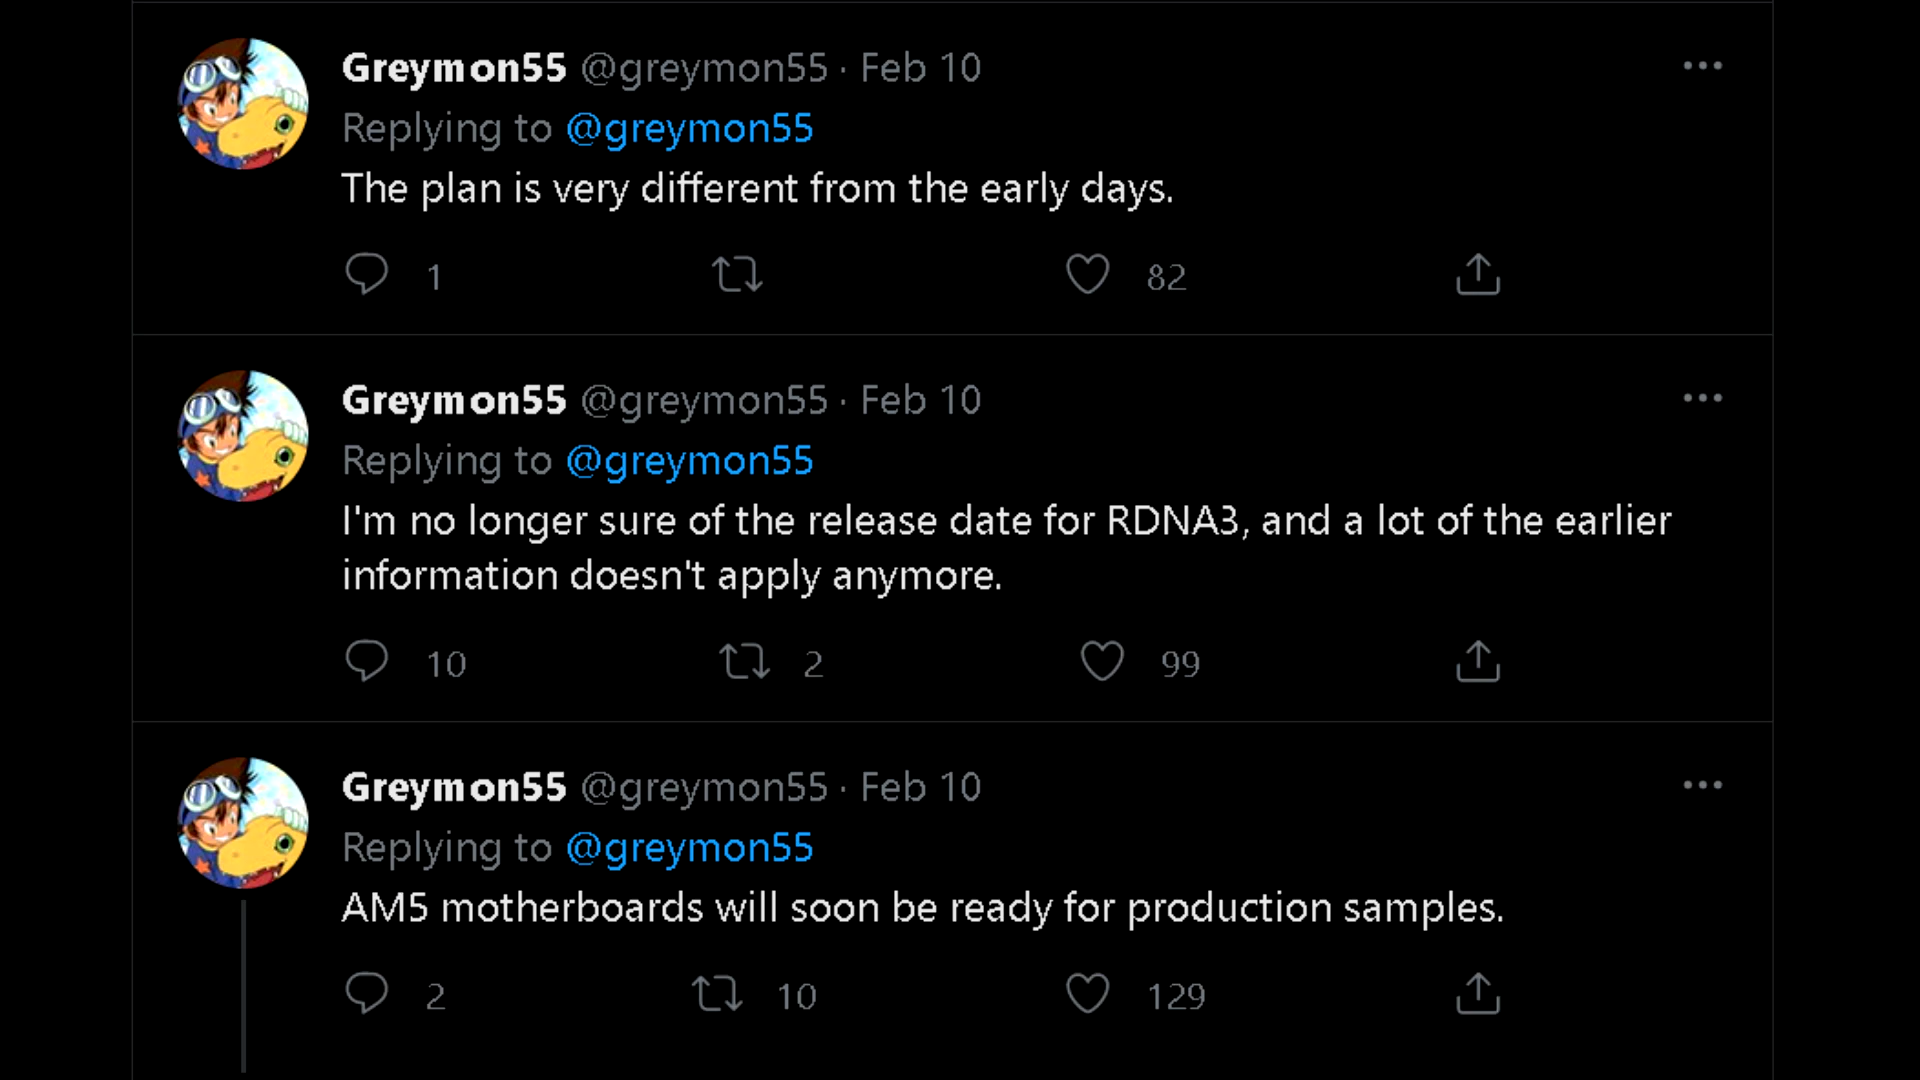 Greymon55 @greymon55 · Feb 10
Replying to @greymon55
The plan is very different from the early days.
1 82
Greymon55 @greymon55 · Feb 10
Replying to @greymon55
I'm no longer sure of the release date for RDNA3, and a lot of the earlier
information doesn't apply anymore.
10 2 99
Greymon55 @greymon55 · Feb 10
Replying to @greymon55
AM5 motherboards will soon be ready for production samples.
2 10 129